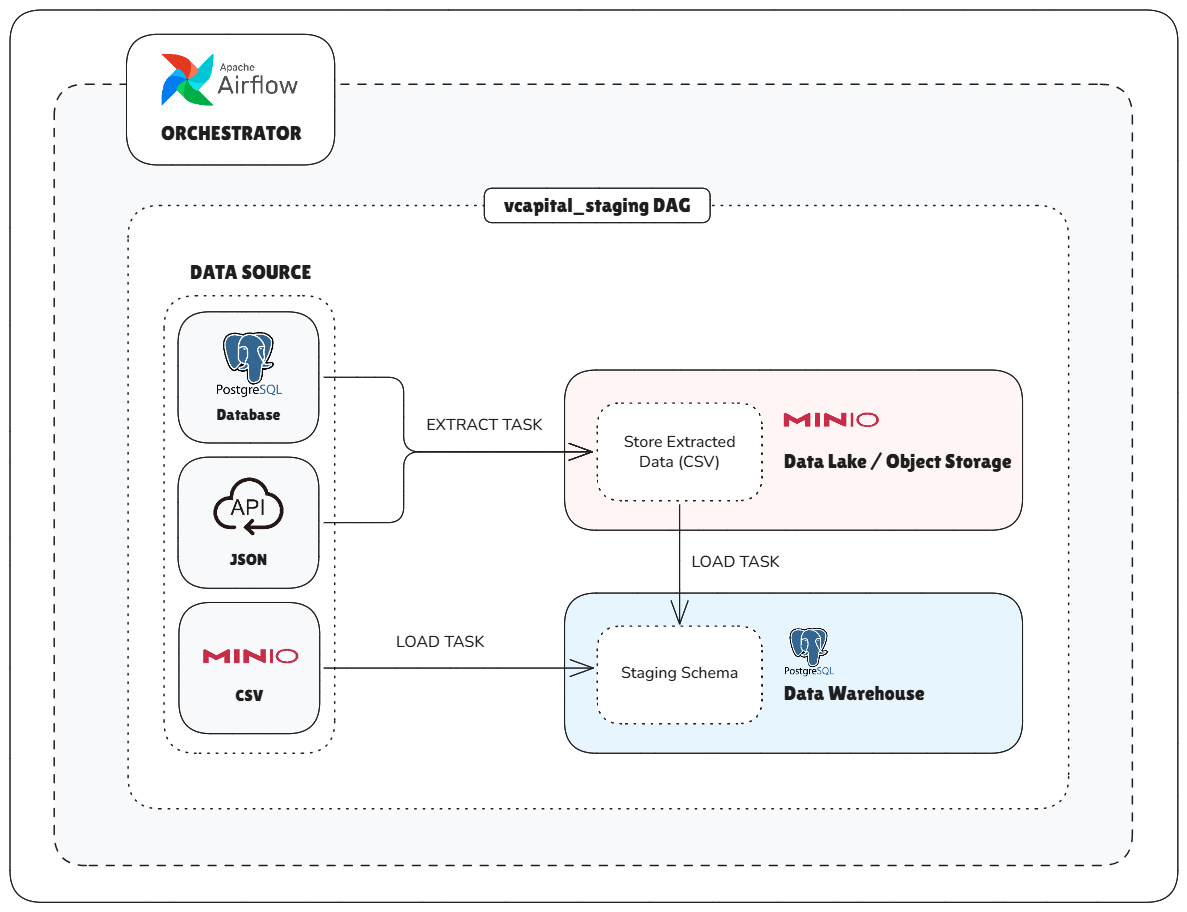 Apache
Airflow
ORCHESTRATOR
vcapital_staging DAG
DATA SOURCE
PostgreSQL
Database
API
JSON
MINIO
CSV
EXTRACT TASK
LOAD TASK
Store Extracted
Data (CSV)
MINIO
Data Lake / Object Storage
LOAD TASK
Staging Schema
PostgreSQL
Data Warehouse